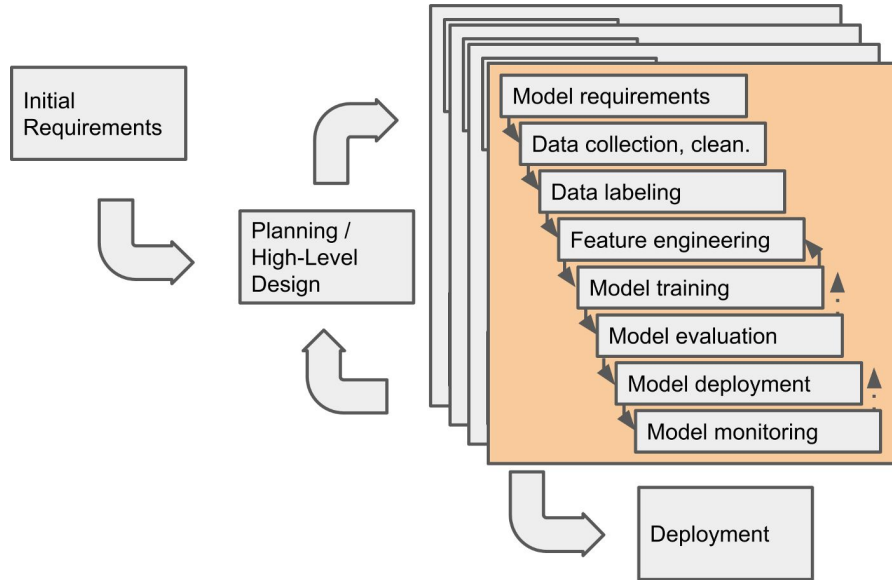 Initial
Requirements
Planning /
High-Level
Design
Model requirements
Data collection, clean.
Data labeling
Feature engineering
Model training
Model evaluation
Model deployment
Model monitoring
Deployment